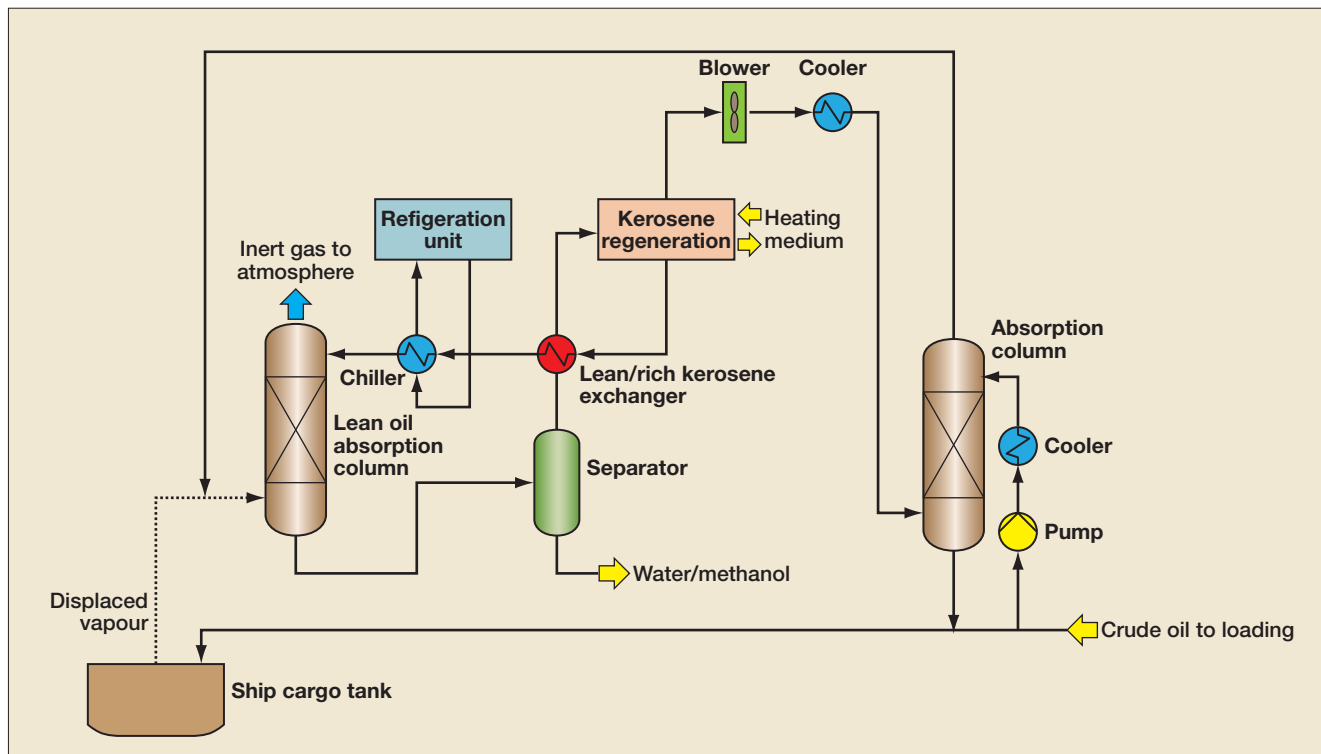 Blower
Cooler
Refigeration
unit
Kerosene
regeneration
Heating
medium
Inert gas to
atmosphere
Chiller
Lean/rich kerosene
exchanger
Absorption
column
Lean oil
absorption
column
Separator
Cooler
Pump
Water/methanol
Displaced
vapour
Crude oil to loading
Ship cargo tank